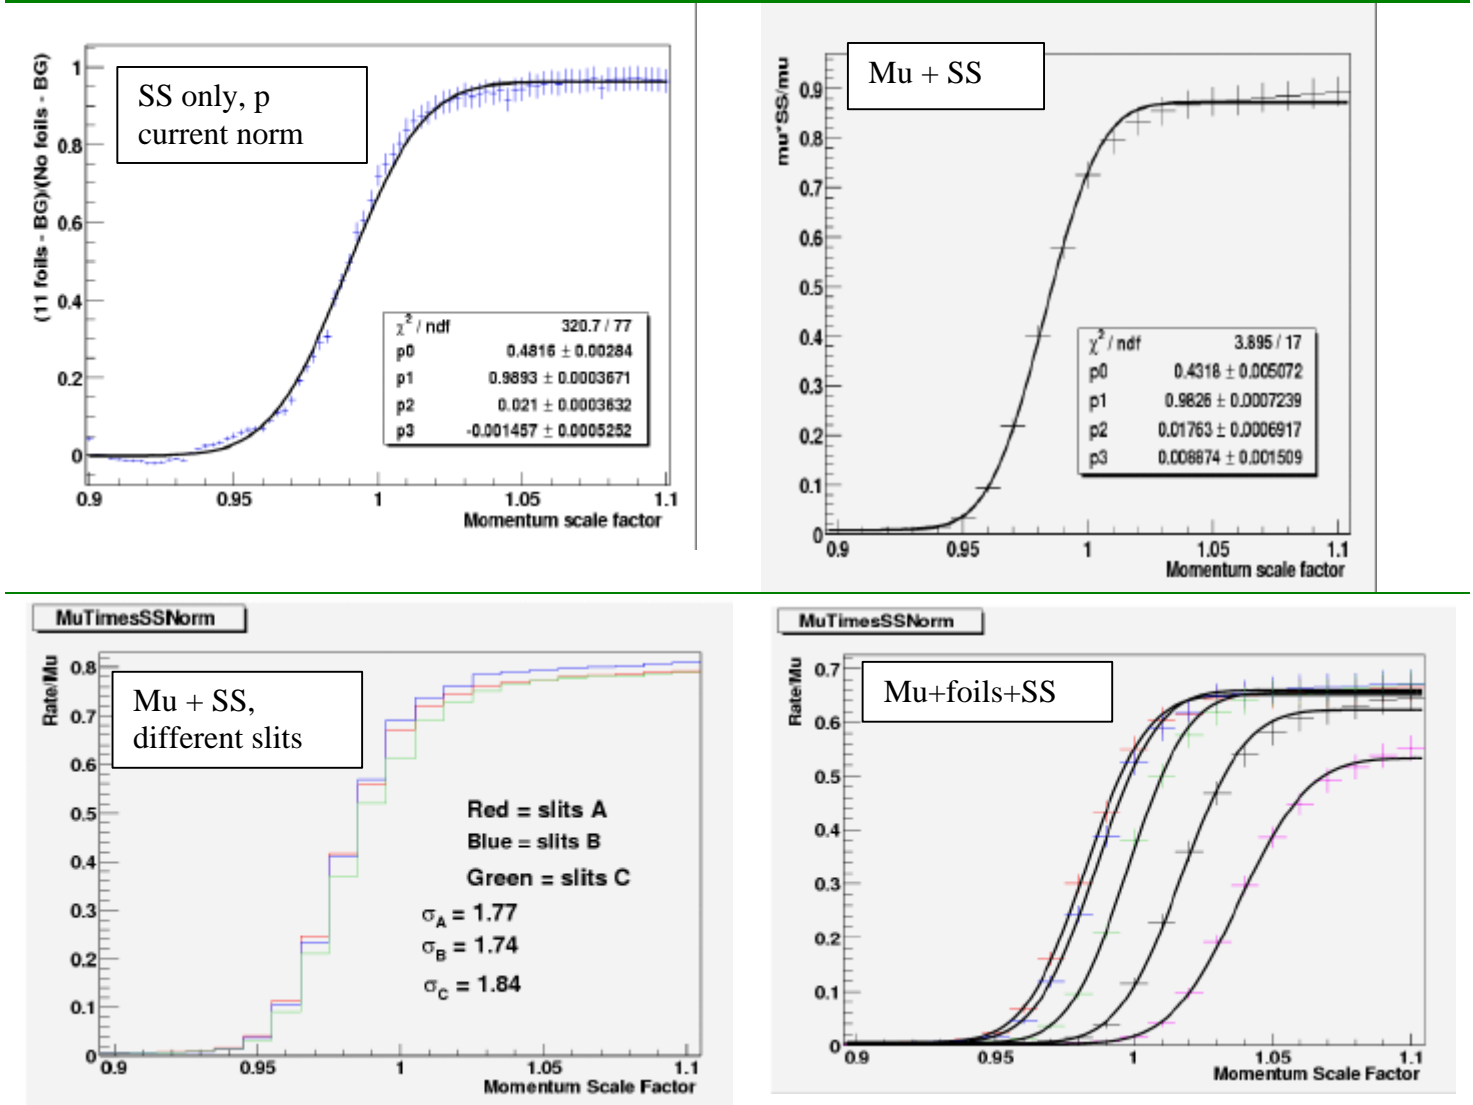 SS only, p
current norm
(11 foils - BG)/(No foils - BG)
1
0.8
0.6
0.4
0.2
0
χ² / ndf 320.7 / 77
p0 0.4816 ± 0.00284
p1 0.9893 ± 0.0003671
p2 0.021 ± 0.0003632
p3 -0.001457 ± 0.0005252
0.9 0.95 1 1.05 1.1
Momentum scale factor
Mu + SS
mu*SS/mu
0.9
0.8
0.7
0.6
0.5
0.4
0.3
0.2
0.1
0
χ² / ndf 3.895 / 17
p0 0.4318 ± 0.005072
p1 0.9826 ± 0.0007239
p2 0.01763 ± 0.0006917
p3 0.008874 ± 0.001509
0.9 0.95 1 1.05 1.1
Momentum scale factor
MuTimesSSNorm
Rate/Mu
Mu + SS,
different slits
0.8
0.7
0.6
0.5
0.4
0.3
0.2
0.1
0
Red = slits A
Blue = slits B
Green = slits C
σA = 1.77
σB = 1.74
σC = 1.84
0.9 0.95 1 1.05 1.1
Momentum Scale Factor
MuTimesSSNorm
Rate/Mu
Mu+foils+SS
0.7
0.6
0.5
0.4
0.3
0.2
0.1
0
0.9 0.95 1 1.05 1.1
Momentum Scale Factor